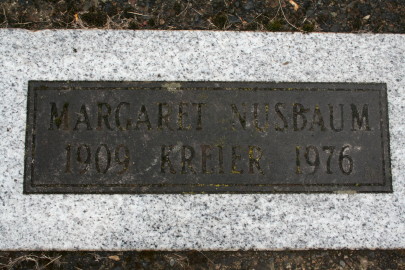 MARGARET NUSBAUM
1909 KREIER 1976